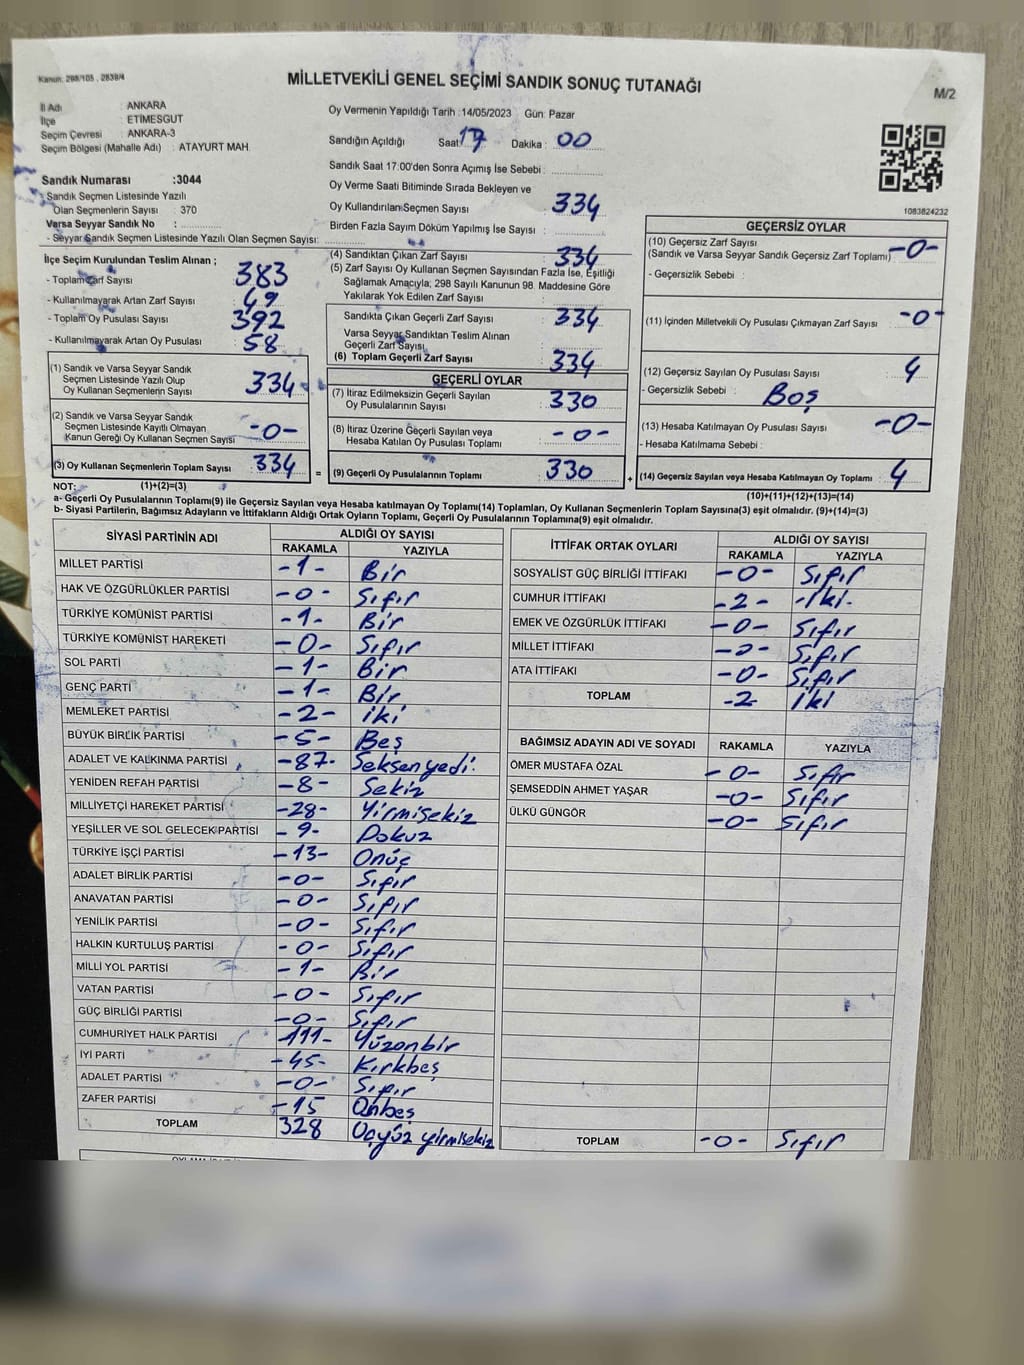 Kanun: 298/105 , 2839/4
MİLLETVEKİLİ GENEL SEÇİMİ SANDIK SONUÇ TUTANAĞI
M/2
İl Adı : ANKARA
İlçe : ETİMESGUT
Seçim Çevresi : ANKARA-3
Seçim Bölgesi (Mahalle Adı) : ATAYURT MAH.
Oy Vermenin Yapıldığı Tarih :14/05/2023 Gün: Pazar
Sandığın Açıldığı Saat: 17 Dakika : 00
Sandık Saat 17.00'den Sonra Açımış İse Sebebi :
Oy Verme Saati Bitiminde Sırada Bekleyen ve
Oy Kullandırılan Seçmen Sayısı : 334
Birden Fazla Sayım Döküm Yapılmış İse Sayısı :
Sandık Numarası :3044
Sandık Seçmen Listesinde Yazılı
Olan Seçmenlerin Sayısı : 370
Varsa Seyyar Sandık No :
- Seyyar Sandık Seçmen Listesinde Yazılı Olan Seçmen Sayısı:
1083824232
İlçe Seçim Kurulundan Teslim Alınan ;
- Toplam Zarf Sayısı : 383
- Kullanılmayarak Artan Zarf Sayısı : 49
- Toplam Oy Pusulası Sayısı : 392
- Kullanılmayarak Artan Oy Pusulası : 58
(1) Sandık ve Varsa Seyyar Sandık
Seçmen Listesinde Yazılı Olup
Oy Kullanan Seçmenlerin Sayısı : 334
(2) Sandık ve Varsa Seyyar Sandık
Seçmen Listesinde Kayıtlı Olmayan
Kanun Gereği Oy Kullanan Seçmen Sayısı : -0-
(3) Oy Kullanan Seçmenlerin Toplam Sayısı : 334
(4) Sandıktan Çıkan Zarf Sayısı : 334
(5) Zarf Sayısı Oy Kullanan Seçmen Sayısından Fazla İse, Eşitliği
Sağlamak Amacıyla; 298 Sayılı Kanunun 98. Maddesine Göre
Yakılarak Yok Edilen Zarf Sayısı :
Sandıkta Çıkan Geçerli Zarf Sayısı : 334
Varsa Seyyar Sandıktan Teslim Alınan
Geçerli Zarf Sayısı :
(6) Toplam Geçerli Zarf Sayısı : 334
GEÇERLİ OYLAR
(7) İtiraz Edilmeksizin Geçerli Sayılan
Oy Pusulalarının Sayısı : 330
(8) İtiraz Üzerine Geçerli Sayılan veya
Hesaba Katılan Oy Pusulası Toplamı : -0-
= (9) Geçerli Oy Pusulalarının Toplamı : 330 +
GEÇERSİZ OYLAR
(10) Geçersiz Zarf Sayısı
(Sandık ve Varsa Seyyar Sandık Geçersiz Zarf Toplamı) : -0-
- Geçersizlik Sebebi :
(11) İçinden Milletvekili Oy Pusulası Çıkmayan Zarf Sayısı : -0-
(12) Geçersiz Sayılan Oy Pusulası Sayısı : 4
- Geçersizlik Sebebi : Boş
(13) Hesaba Katılmayan Oy Pusulası Sayısı : -0-
- Hesaba Katılmama Sebebi :
(14) Geçersiz Sayılan veya Hesaba Katılmayan Oy Toplamı : 4
NOT: (1)+(2)=(3) (10)+(11)+(12)+(13)=(14)
a- Geçerli Oy Pusulalarının Toplamı(9) ile Geçersiz Sayılan veya Hesaba katılmayan Oy Toplamı(14) Toplamları, Oy Kullanan Seçmenlerin Toplam Sayısına(3) eşit olmalıdır. (9)+(14)=(3)
b- Siyasi Partilerin, Bağımsız Adayların ve İttifakların Aldığı Ortak Oyların Toplamı, Geçerli Oy Pusulalarının Toplamına(9) eşit olmalıdır.
SİYASİ PARTİNİN ADI ALDIĞI OY SAYISI
RAKAMLA YAZIYLA
MİLLET PARTİSİ -1- Bir
HAK VE ÖZGÜRLÜKLER PARTİSİ -0- Sıfır
TÜRKİYE KOMÜNİST PARTİSİ -1- Bir
TÜRKİYE KOMÜNİST HAREKETİ -0- Sıfır
SOL PARTİ -1- Bir
GENÇ PARTİ -1- Bir
MEMLEKET PARTİSİ -2- iki
BÜYÜK BİRLİK PARTİSİ -5- Beş
ADALET VE KALKINMA PARTİSİ -87- Seksenyedi.
YENİDEN REFAH PARTİSİ -8- Sekiz
MİLLİYETÇİ HAREKET PARTİSİ -28- Yirmisekiz
YEŞİLLER VE SOL GELECEK PARTİSİ -9- Dokuz
TÜRKİYE İŞÇİ PARTİSİ -13- Onüç
ADALET BİRLİK PARTİSİ -0- Sıfır
ANAVATAN PARTİSİ -0- Sıfır
YENİLİK PARTİSİ -0- Sıfır
HALKIN KURTULUŞ PARTİSİ -0- Sıfır
MİLLİ YOL PARTİSİ -1- Bir
VATAN PARTİSİ -0- Sıfır
GÜÇ BİRLİĞİ PARTİSİ -0- Sıfır
CUMHURİYET HALK PARTİSİ -111- Yüzonbir
İYİ PARTİ -45- Kırkbeş
ADALET PARTİSİ -0- Sıfır
ZAFER PARTİSİ -15 Onbeş
TOPLAM 328 Üçyüz yirmisekiz
İTTİFAK ORTAK OYLARI ALDIĞI OY SAYISI
RAKAMLA YAZIYLA
SOSYALİST GÜÇ BİRLİĞİ İTTİFAKI -0- Sıfır
CUMHUR İTTİFAKI -2- -iki-
EMEK VE ÖZGÜRLÜK İTTİFAKI -0- Sıfır
MİLLET İTTİFAKI -0- Sıfır
ATA İTTİFAKI -0- Sıfır
TOPLAM -2- iki
BAĞIMSIZ ADAYIN ADI VE SOYADI RAKAMLA YAZIYLA
ÖMER MUSTAFA ÖZAL -0- Sıfır
ŞEMSEDDİN AHMET YAŞAR -0- Sıfır
ÜLKÜ GÜNGÖR -0- Sıfır
TOPLAM -0- Sıfır